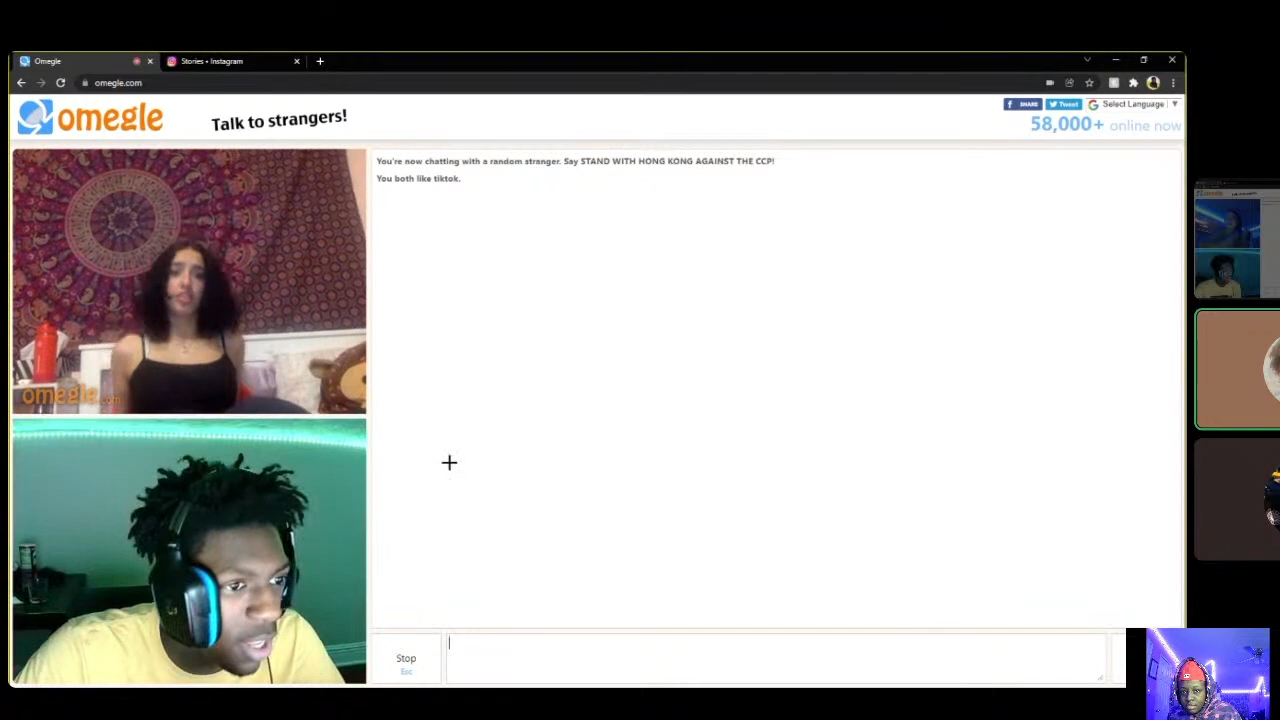 Omegle
Stories • Instagram
omegle.com
omegle
Talk to strangers!
SHARE
Tweet
Select Language
58,000+ online now
You're now chatting with a random stranger. Say STAND WITH HONG KONG AGAINST THE CCP!
You both like tiktok.
omegle.com
Stop
Esc